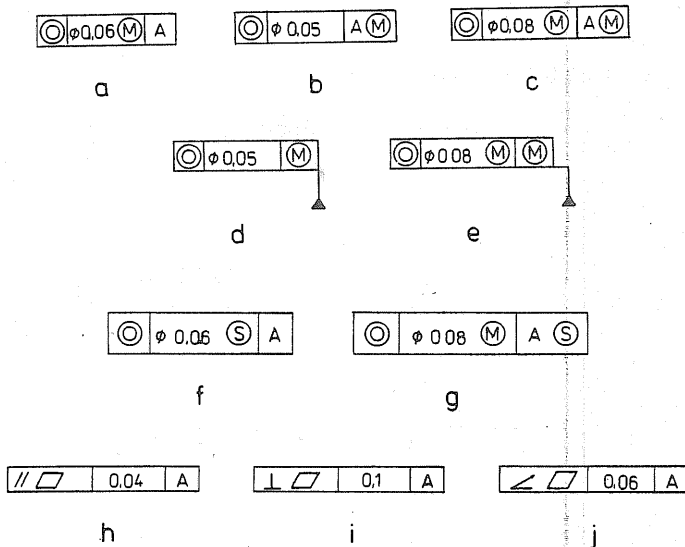 ◎ φ0,06 Ⓜ A
◎ φ 0,05 A Ⓜ
◎ φ0,08 Ⓜ A Ⓜ
a
b
c
◎ φ 0,05 Ⓜ
◎ φ 0 08 Ⓜ Ⓜ
d
e
◎ φ 0,06 Ⓢ A
◎ φ 0 08 Ⓜ A Ⓢ
f
g
// ▱ 0,04 A
⊥ ▱ 0,1 A
∠ ▱ 0,06 A
h
i
j